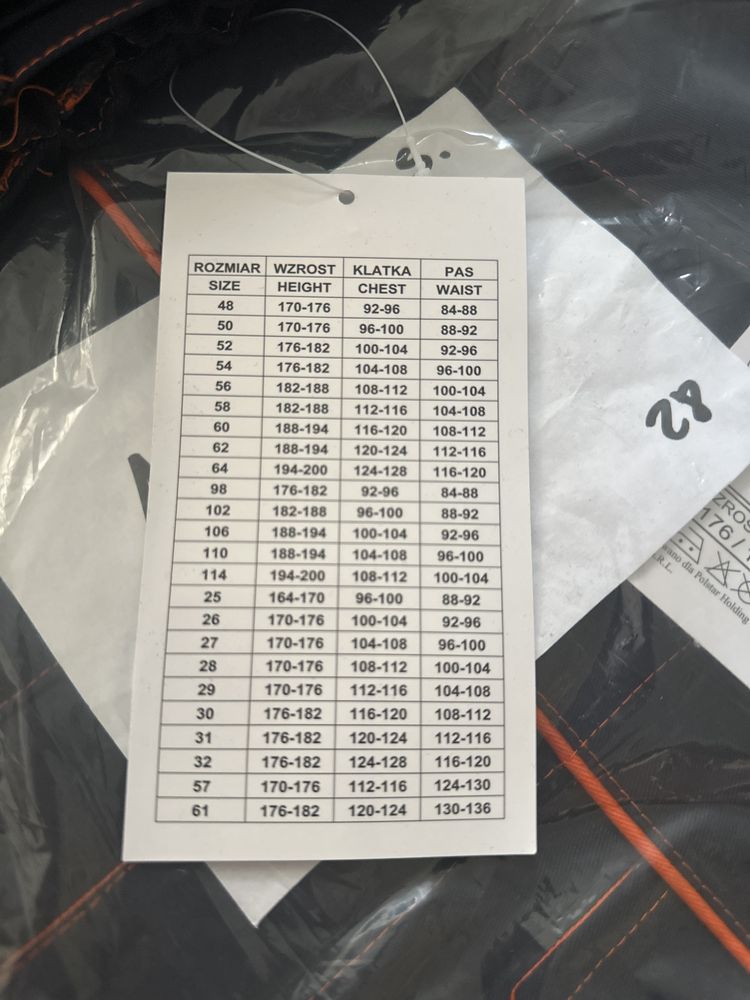 ROZMIAR WZROST KLATKA PAS
SIZE HEIGHT CHEST WAIST
48 170-176 92-96 84-88
50 170-176 96-100 88-92
52 176-182 100-104 92-96
54 176-182 104-108 96-100
56 182-188 108-112 100-104
58 182-188 112-116 104-108
60 188-194 116-120 108-112
62 188-194 120-124 112-116
64 194-200 124-128 116-120
98 176-182 92-96 84-88
102 182-188 96-100 88-92
106 188-194 100-104 92-96
110 188-194 104-108 96-100
114 194-200 108-112 100-104
25 164-170 96-100 88-92
26 170-176 100-104 92-96
27 170-176 104-108 96-100
28 170-176 108-112 100-104
29 170-176 112-116 104-108
30 176-182 116-120 108-112
31 176-182 120-124 112-116
32 176-182 124-128 116-120
57 170-176 112-116 124-130
61 176-182 120-124 130-136
28
176 /
dla Polstar Holding
S.R.L.